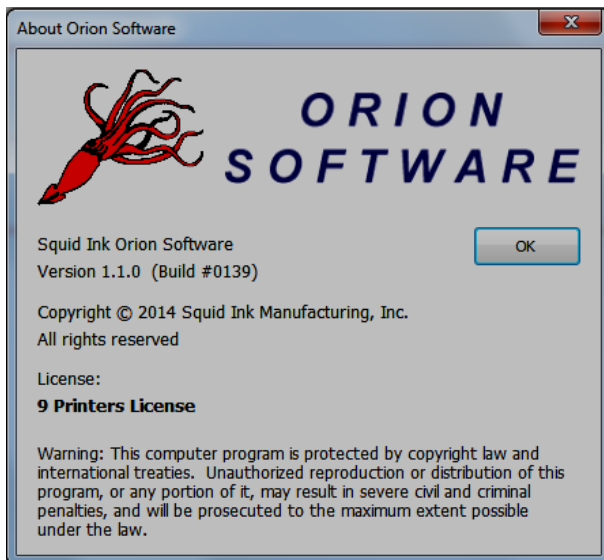 About Orion Software
ORION
SOFTWARE
Squid Ink Orion Software
OK
Version 1.1.0 (Build #0139)
Copyright © 2014 Squid Ink Manufacturing, Inc.
All rights reserved
License:
9 Printers License
Warning: This computer program is protected by copyright law and
international treaties. Unauthorized reproduction or distribution of this
program, or any portion of it, may result in severe civil and criminal
penalties, and will be prosecuted to the maximum extent possible
under the law.